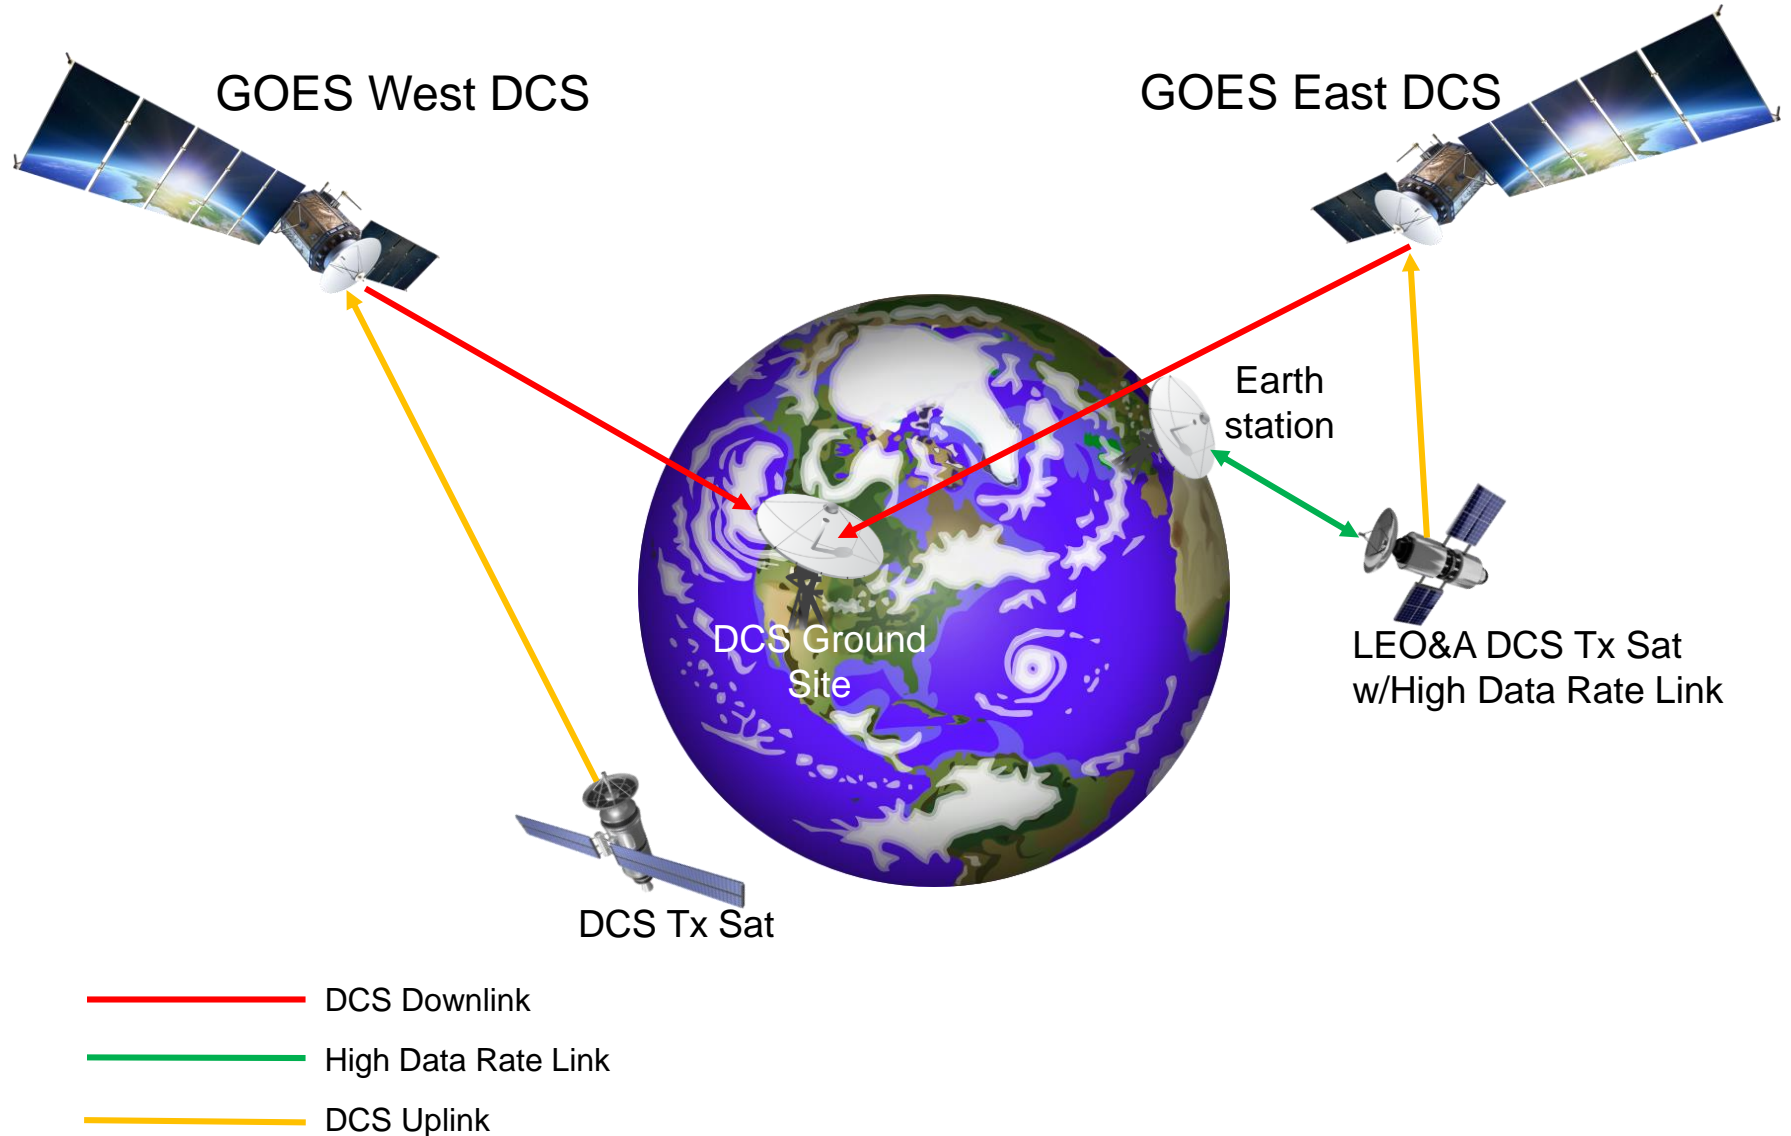 GOES West DCS
GOES East DCS
Earth
station
DCS Ground
Site
LEO&A DCS Tx Sat
w/High Data Rate Link
DCS Tx Sat
DCS Downlink
High Data Rate Link
DCS Uplink